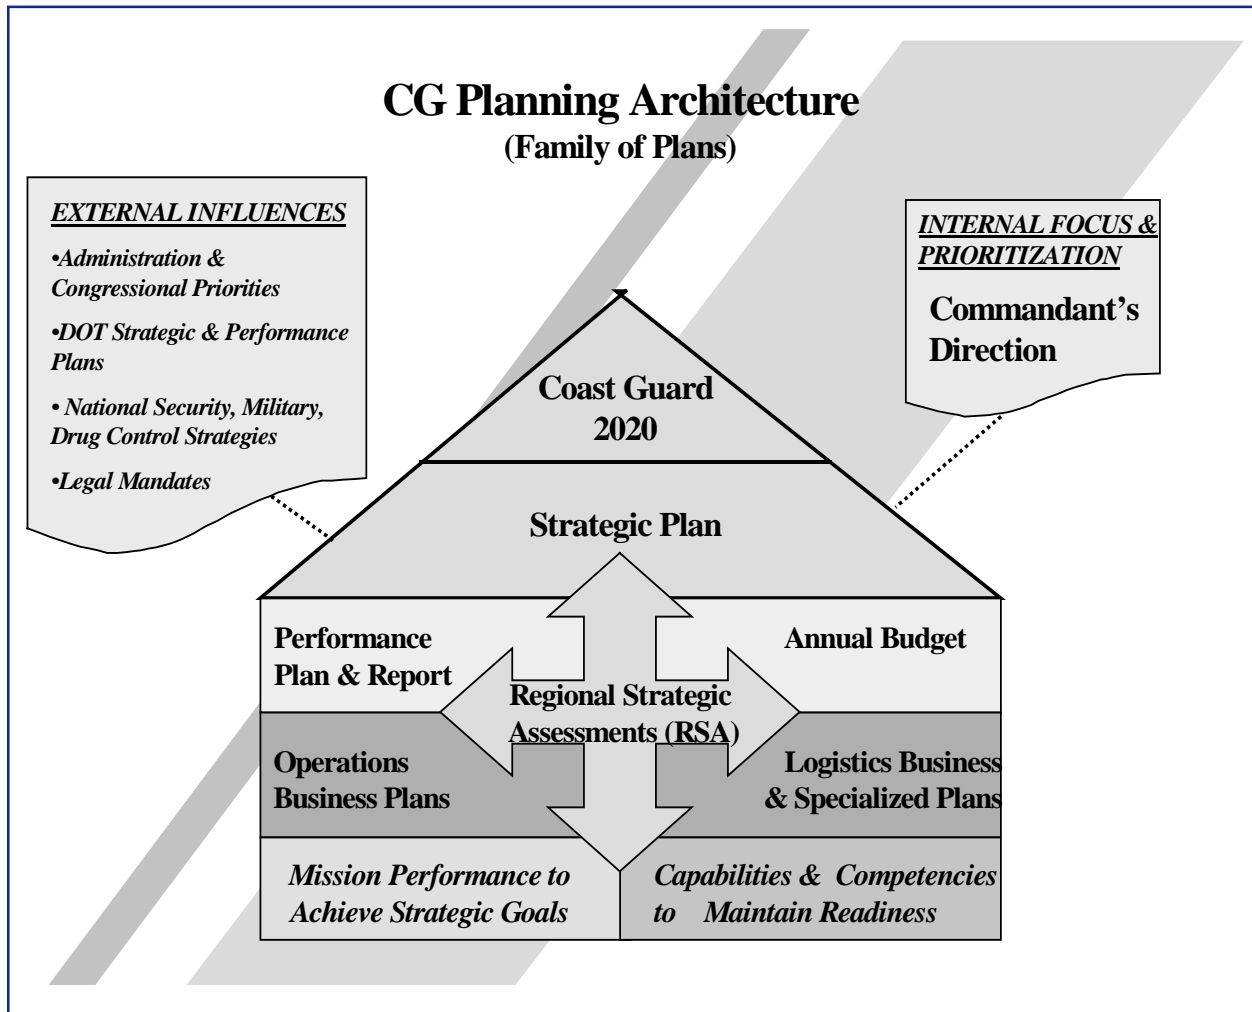 CG Planning Architecture
(Family of Plans)
EXTERNAL INFLUENCES
•Administration &
Congressional Priorities
•DOT Strategic & Performance
Plans
• National Security, Military,
Drug Control Strategies
•Legal Mandates
INTERNAL FOCUS &
PRIORITIZATION
Commandant's
Direction
Coast Guard
2020
Strategic Plan
Performance
Plan & Report
Annual Budget
Regional Strategic
Assessments (RSA)
Operations
Business Plans
Logistics Business
& Specialized Plans
Mission Performance to
Achieve Strategic Goals
Capabilities & Competencies
to Maintain Readiness